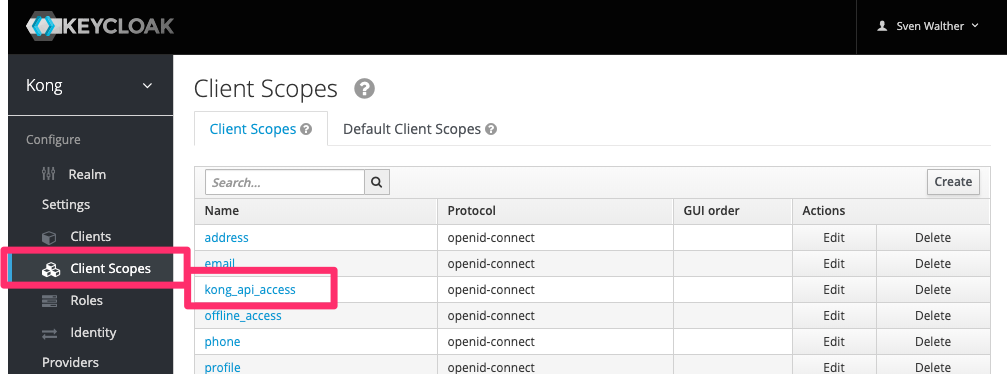 KEYCLOAK
Sven Walther
Kong
Configure
Realm
Settings
Clients
Client Scopes
Roles
Identity
Providers
Client Scopes ?
Client Scopes ? Default Client Scopes ?
Search... Create
Name Protocol GUI order Actions
address openid-connect Edit Delete
email openid-connect Edit Delete
kong_api_access openid-connect Edit Delete
offline_access openid-connect Edit Delete
phone openid-connect Edit Delete
profile openid-connect Edit Delete